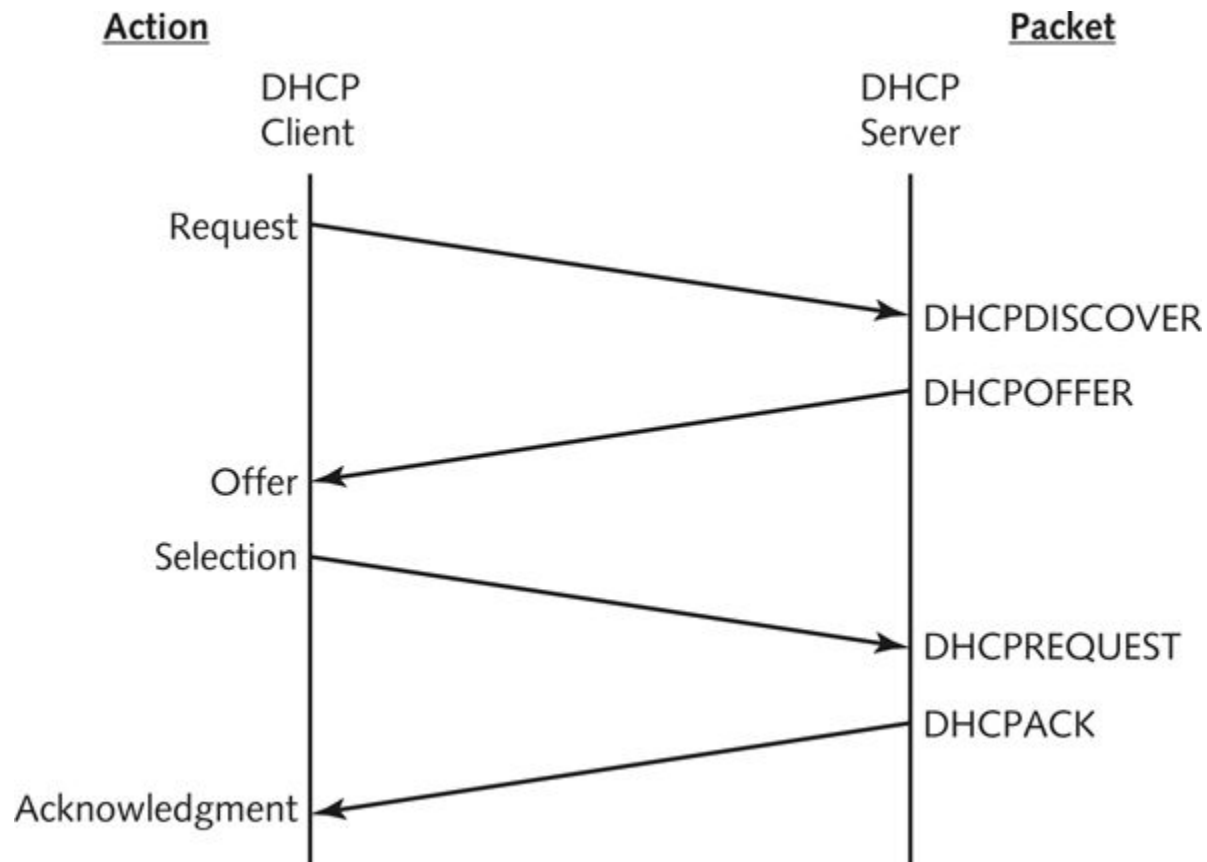 Action
Packet
DHCP
Client
DHCP
Server
Request
DHCPDISCOVER
DHCPOFFER
Offer
Selection
DHCPREQUEST
DHCPACK
Acknowledgment